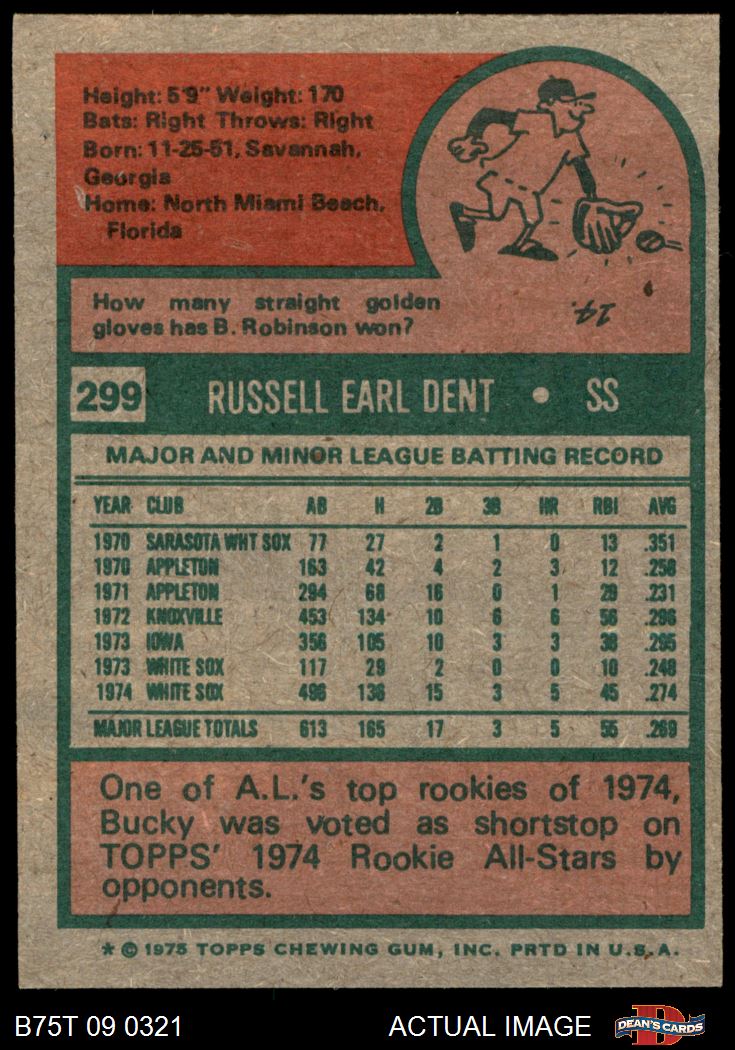 Height: 5'9" Weight: 170
Bats: Right Throws: Right
Born: 11-25-51, Savannah,
Georgia
Home: North Miami Beach,
Florida
How many straight golden
gloves has B. Robinson won?
14.
299 RUSSELL EARL DENT • SS
MAJOR AND MINOR LEAGUE BATTING RECORD
YEAR CLUB AB H 2B 3B HR RBI AVG
1970 SARASOTA WHT SOX 77 27 2 1 0 13 .351
1970 APPLETON 163 42 4 2 3 12 .258
1971 APPLETON 294 68 16 0 1 29 .231
1972 KNOXVILLE 453 134 10 6 6 56 .296
1973 IOWA 356 105 10 3 3 38 .295
1973 WHITE SOX 117 29 2 0 0 10 .248
1974 WHITE SOX 496 136 15 3 5 45 .274
MAJOR LEAGUE TOTALS 613 165 17 3 5 55 .269
One of A.L.'s top rookies of 1974,
Bucky was voted as shortstop on
TOPPS' 1974 Rookie All-Stars by
opponents.
* © 1975 TOPPS CHEWING GUM, INC. PRTD IN U.S.A.
B75T 09 0321 ACTUAL IMAGE DEAN'S CARDS